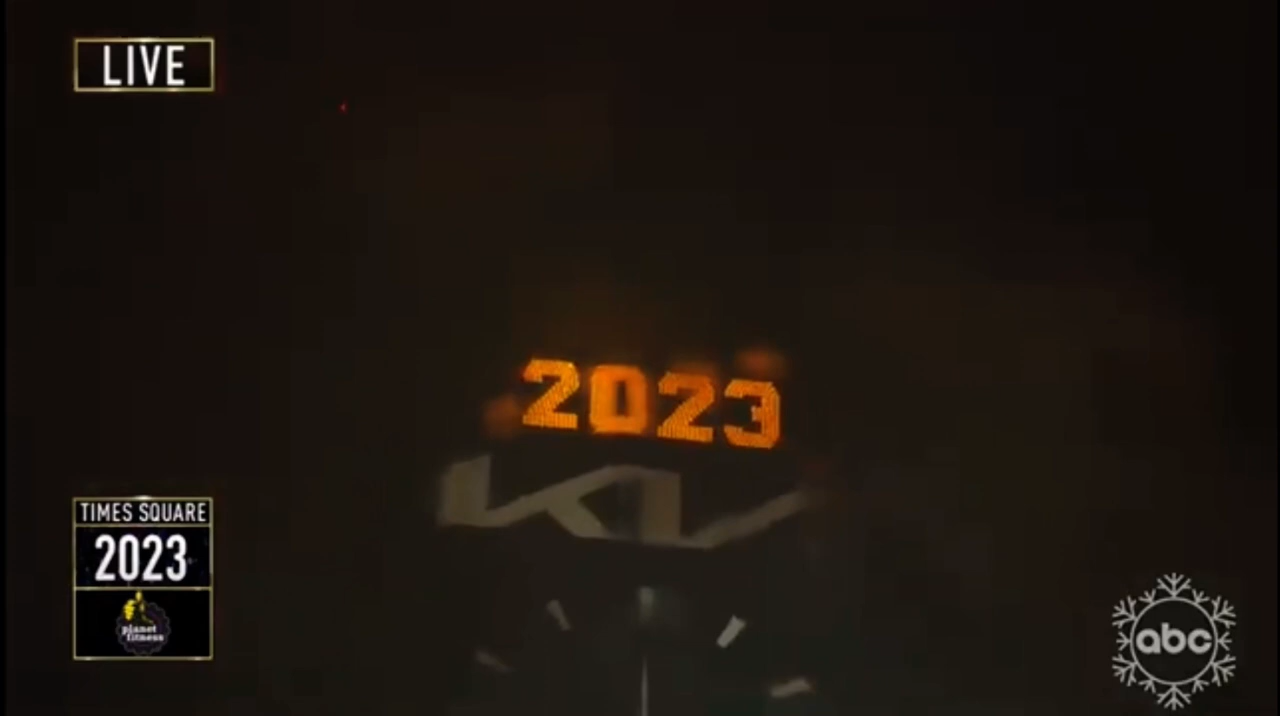 LIVE
2023
KIA
TIMES SQUARE
2023
planet
fitness
abc